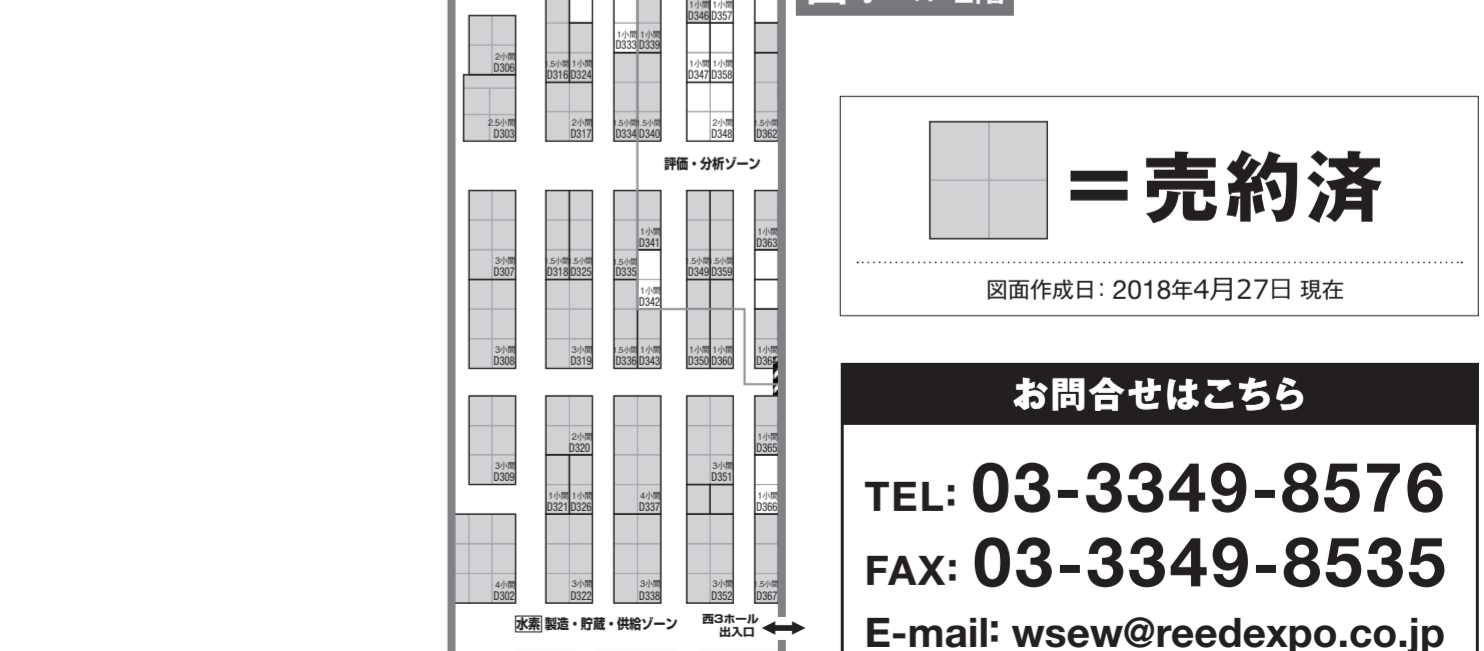 1小間 1小間
D346 D357
1小間 1小間
D333 D339
2小間
D306
1.5小間 1小間
D316 D324
1小間 1小間
D347 D358
2.5小間
D303
2小間
D317
1.5小間 1.5小間
D334 D340
2小間
D348
1.5小間
D362
評価・分析ゾーン
1小間
D341
1小間
D363
3小間
D307
1.5小間 1.5小間
D318 D325
1.5小間
D335
1.5小間 1.5小間
D349 D359
1小間
D342
3小間
D308
3小間
D319
1.5小間 1小間
D336 D343
1小間 1小間
D350 D360
1小間
2小間
D320
1小間
D365
3小間
D309
3小間
D351
1小間 1小間
D321 D326
4小間
D337
1小間
D366
4小間
D302
3小間
D322
3小間
D338
3小間
D352
1.5小間
D367
水素 製造・貯蔵・供給ゾーン
西3ホール
出入口
=売約済
図面作成日: 2018年4月27日 現在
お問合せはこちら
TEL: 03-3349-8576
FAX: 03-3349-8535
E-mail: wsew@reedexpo.co.jp